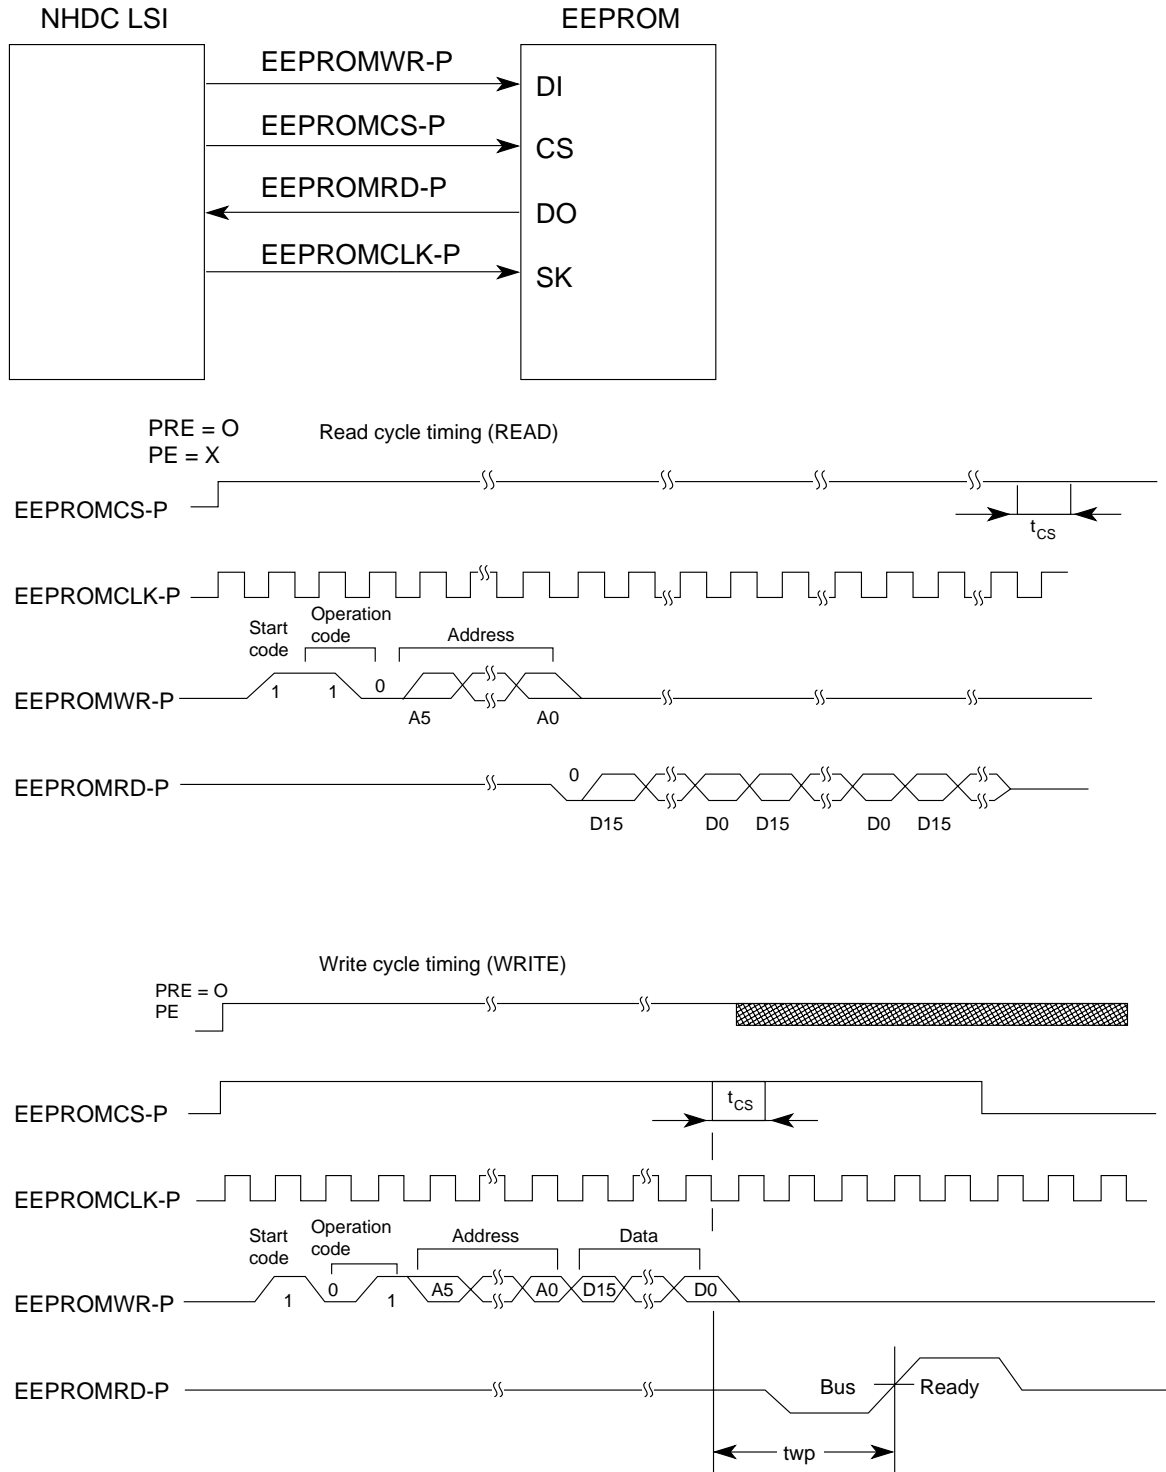 NHDC LSI EEPROM
EEPROMWR-P DI
EEPROMCS-P CS
EEPROMRD-P DO
EEPROMCLK-P SK
PRE = O
PE = X
Read cycle timing (READ)
EEPROMCS-P
tCS
EEPROMCLK-P
Start code
Operation code
Address
EEPROMWR-P
1 1 0
A5 A0
EEPROMRD-P
0
D15 D0 D15 D0 D15
Write cycle timing (WRITE)
PRE = O
PE
EEPROMCS-P
tCS
EEPROMCLK-P
Start code
Operation code
Address
Data
EEPROMWR-P
1 0 1 A5 A0 D15 D0
EEPROMRD-P
Bus Ready
twp